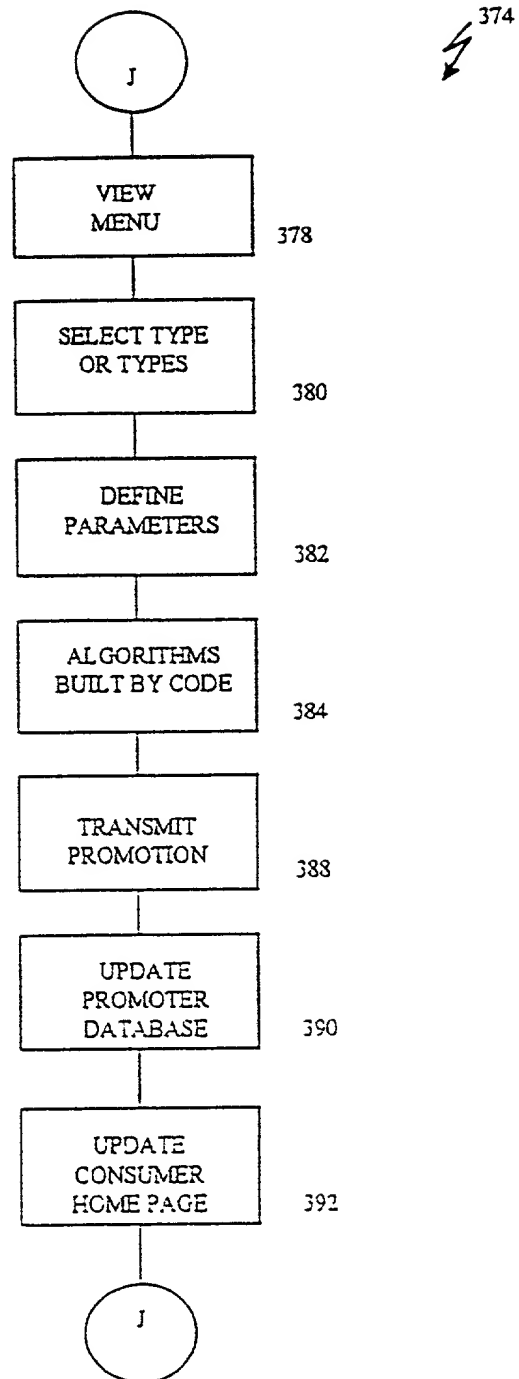 374
J
VIEW
MENU
378
SELECT TYPE
OR TYPES
380
DEFINE
PARAMETERS
382
ALGORITHMS
BUILT BY CODE
384
TRANSMIT
PROMOTION
388
UPDATE
PROMOTER
DATABASE
390
UPDATE
CONSUMER
HOME PAGE
392
J